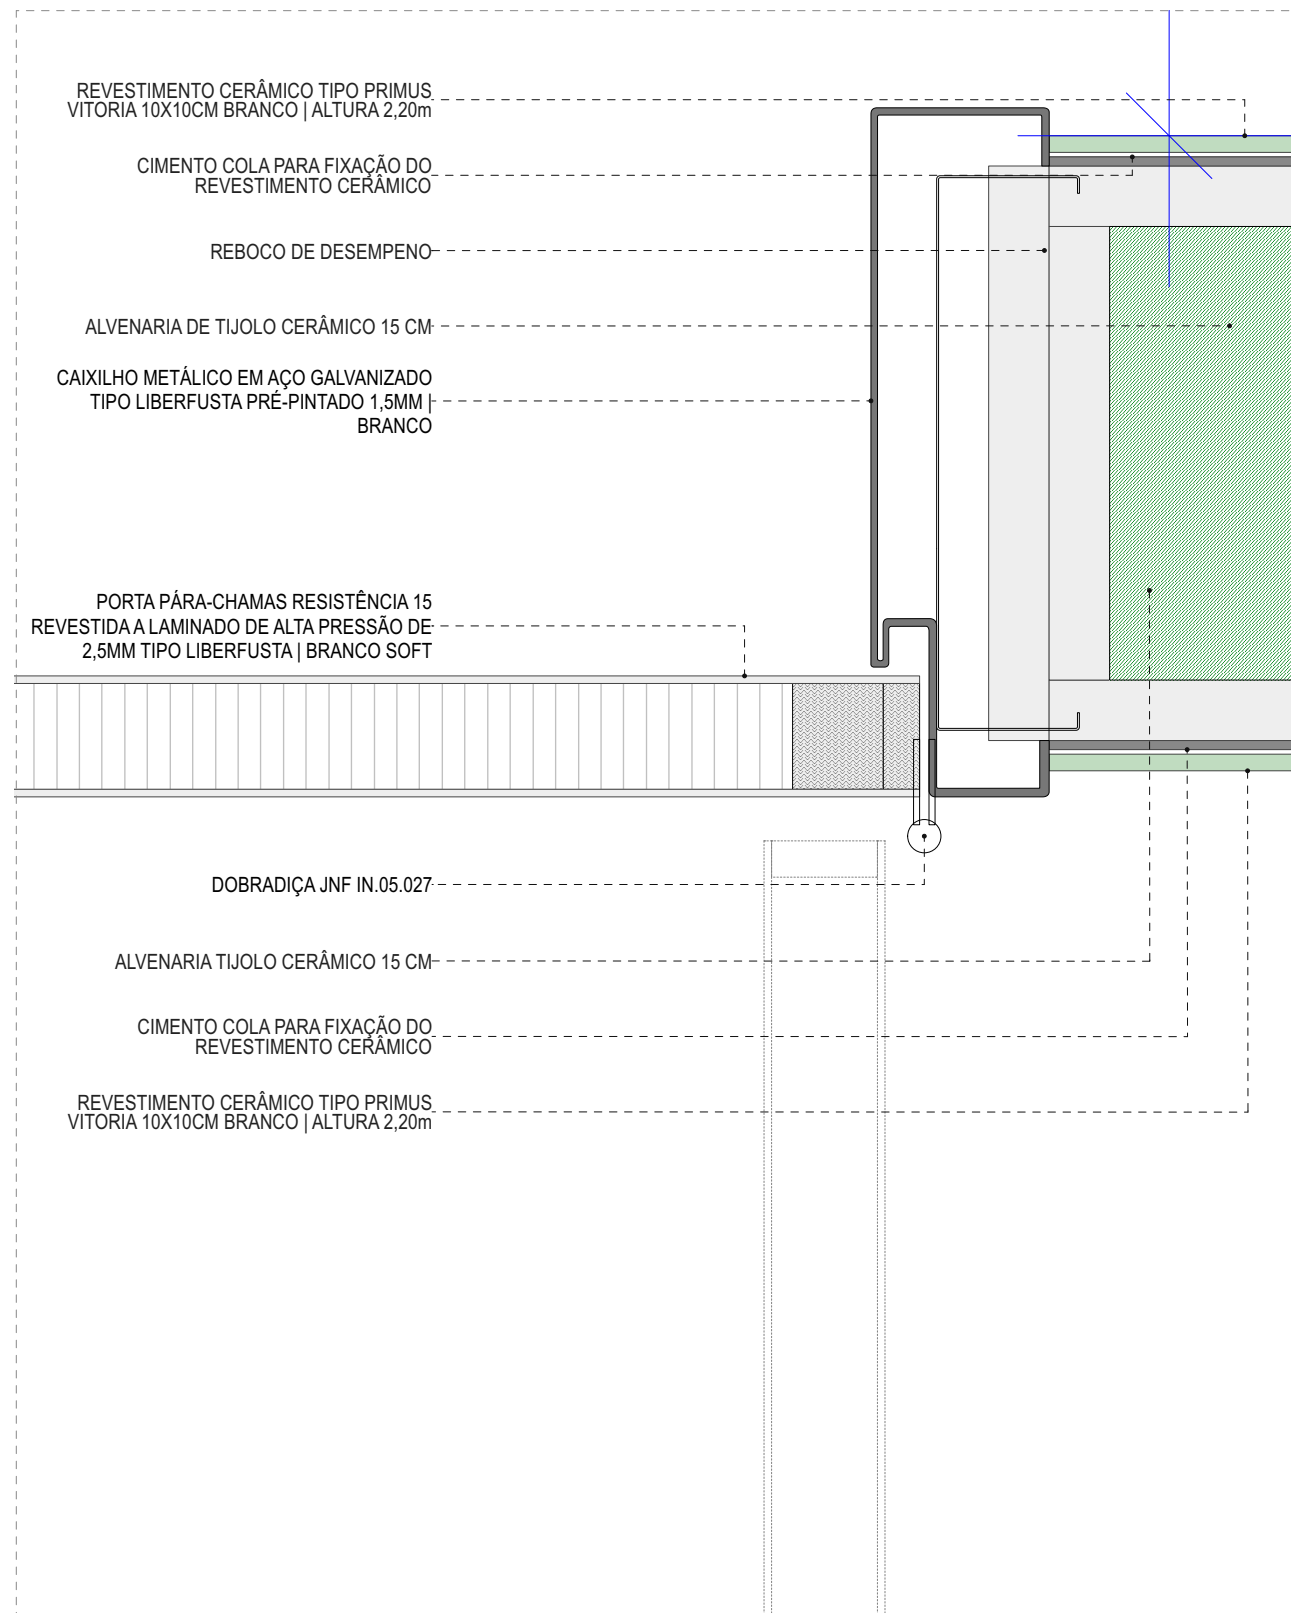 REVESTIMENTO CERÂMICO TIPO PRIMUS
VITORIA 10X10CM BRANCO | ALTURA 2,20m
CIMENTO COLA PARA FIXAÇÃO DO
REVESTIMENTO CERÂMICO
REBOCO DE DESEMPENO
ALVENARIA DE TIJOLO CERÂMICO 15 CM
CAIXILHO METÁLICO EM AÇO GALVANIZADO
TIPO LIBERFUSTA PRÉ-PINTADO 1,5MM |
BRANCO
PORTA PÁRA-CHAMAS RESISTÊNCIA 15
REVESTIDA A LAMINADO DE ALTA PRESSÃO DE
2,5MM TIPO LIBERFUSTA | BRANCO SOFT
DOBRADIÇA JNF IN.05.027
ALVENARIA TIJOLO CERÂMICO 15 CM
CIMENTO COLA PARA FIXAÇÃO DO
REVESTIMENTO CERÂMICO
REVESTIMENTO CERÂMICO TIPO PRIMUS
VITORIA 10X10CM BRANCO | ALTURA 2,20m